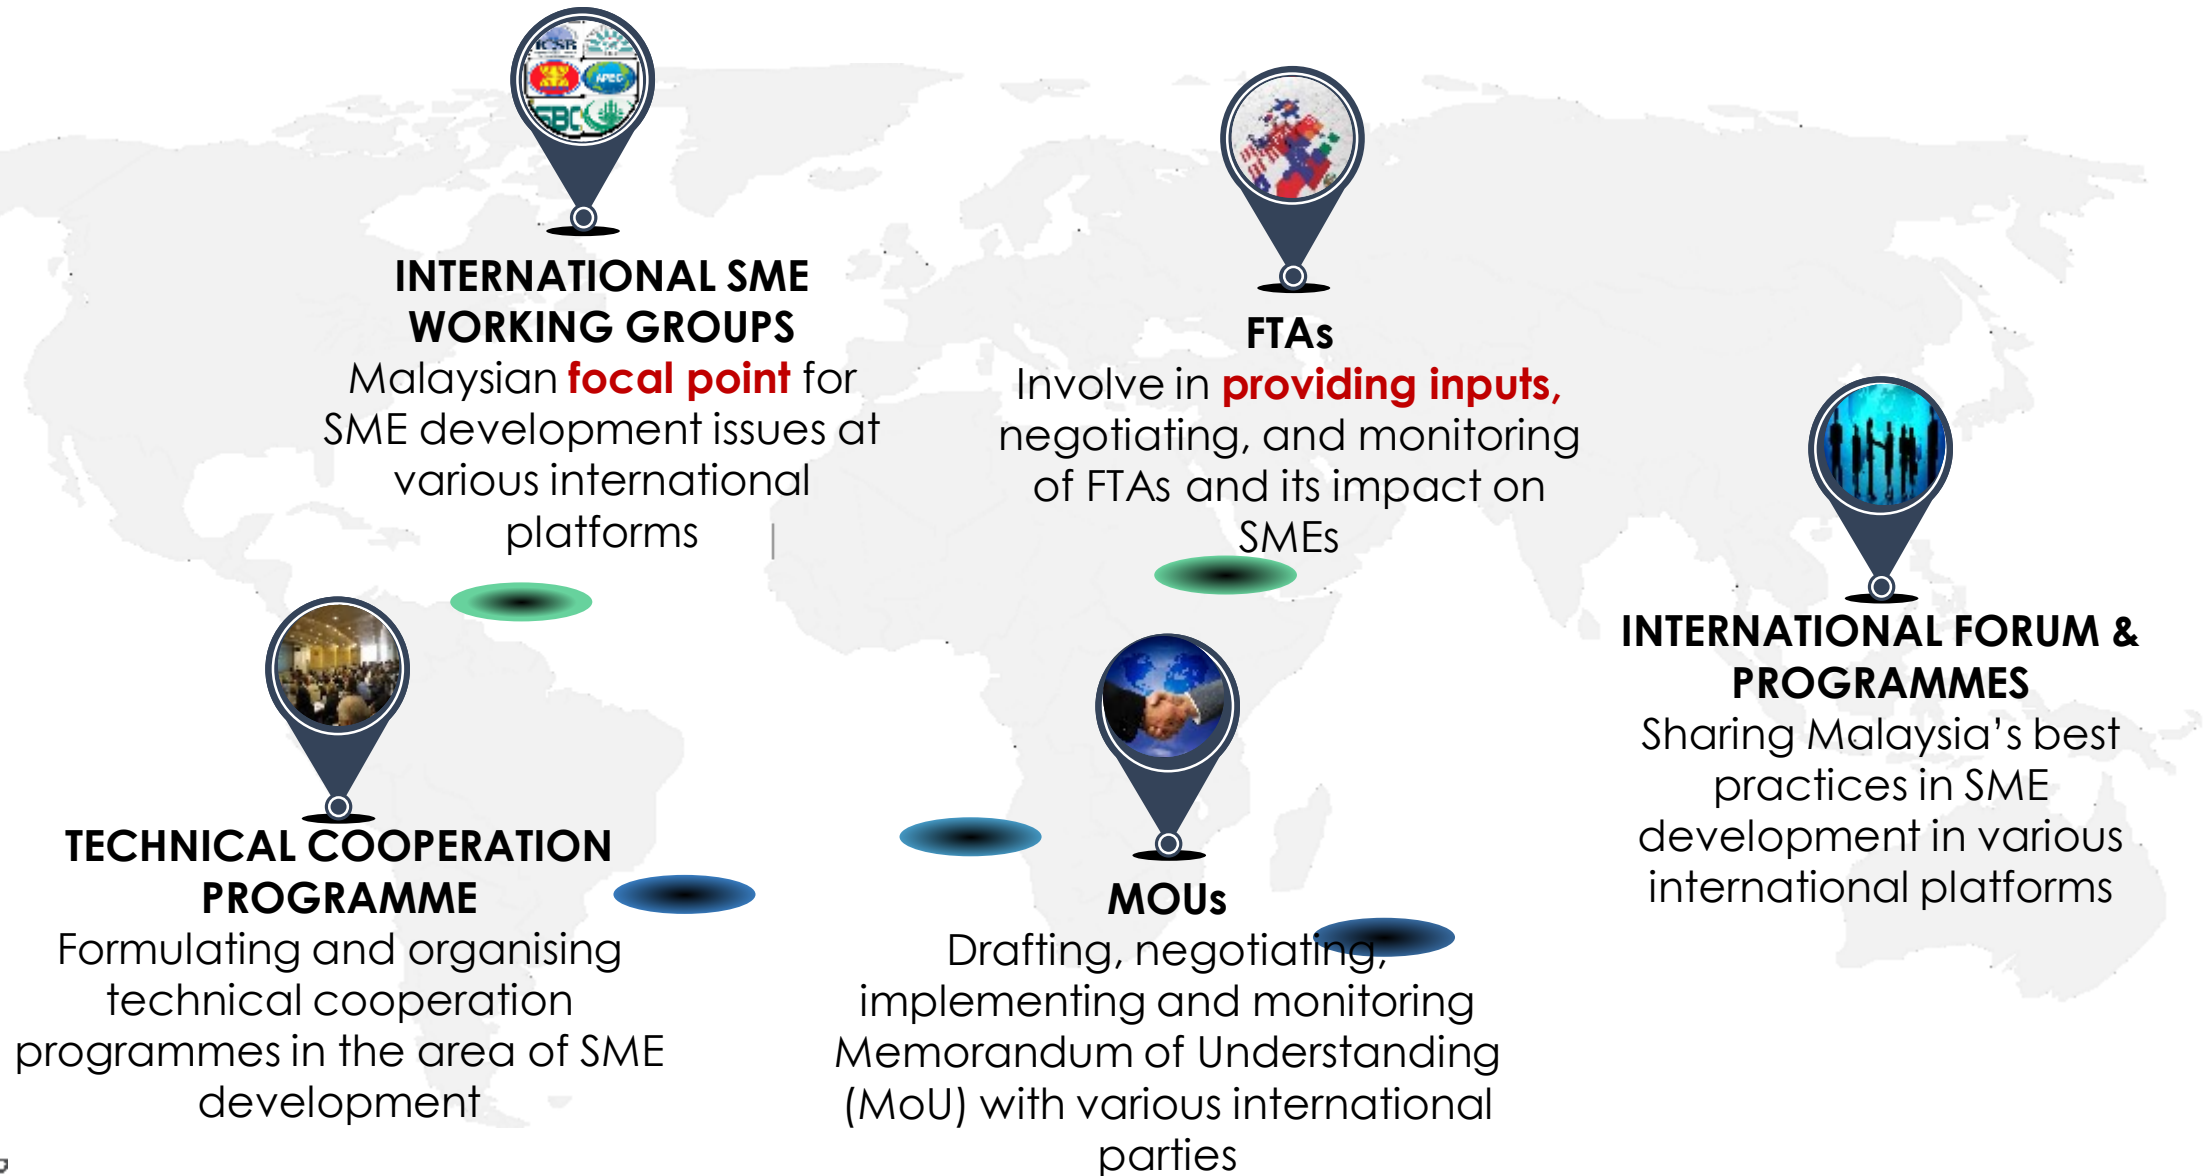 ICSB
APEC
SBC
INTERNATIONAL SME
WORKING GROUPS
Malaysian focal point for
SME development issues at
various international
platforms
FTAs
Involve in providing inputs,
negotiating, and monitoring
of FTAs and its impact on
SMEs
INTERNATIONAL FORUM &
PROGRAMMES
Sharing Malaysia’s best
practices in SME
development in various
international platforms
TECHNICAL COOPERATION
PROGRAMME
Formulating and organising
technical cooperation
programmes in the area of SME
development
MOUs
Drafting, negotiating,
implementing and monitoring
Memorandum of Understanding
(MoU) with various international
parties